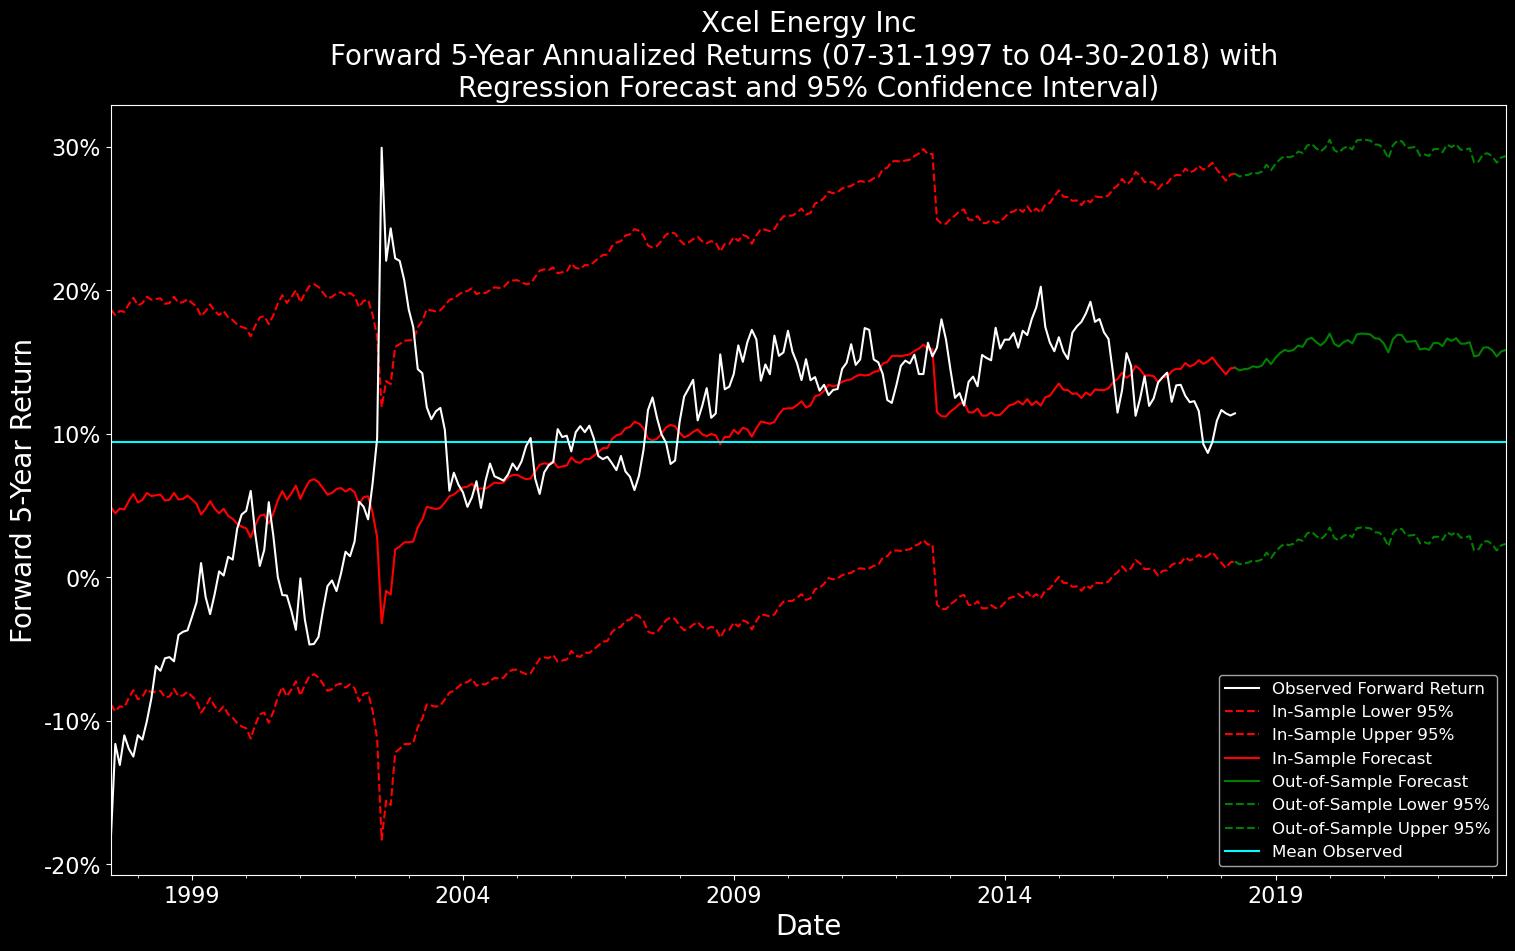 Xcel Energy Inc
Forward 5-Year Annualized Returns (07-31-1997 to 04-30-2018) with
Regression Forecast and 95% Confidence Interval)
Forward 5-Year Return
30%
20%
10%
0%
-10%
-20%
1999
2004
2009
2014
2019
Date
Observed Forward Return
In-Sample Lower 95%
In-Sample Upper 95%
In-Sample Forecast
Out-of-Sample Forecast
Out-of-Sample Lower 95%
Out-of-Sample Upper 95%
Mean Observed